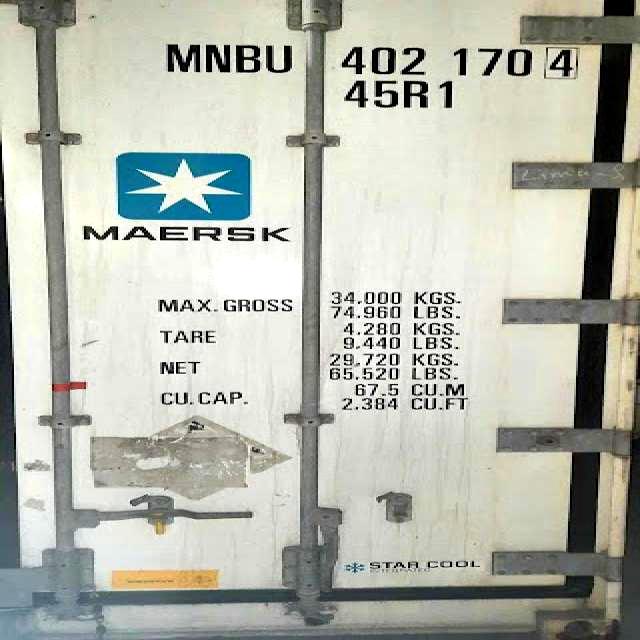 MNBU 402 170 4
45R1
MAERSK
MAX. GROSS 34.000 KGS.
74.960 LBS.
TARE 4.280 KGS.
9.440 LBS.
NET 29.720 KGS.
65.520 LBS.
CU. CAP. 67.5 CU.M
2.384 CU.FT
STAR COOL
INTEGRATED